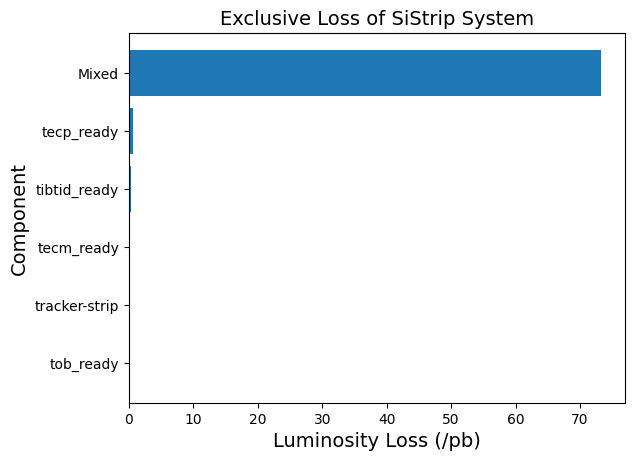 Exclusive Loss of SiStrip System
Component
Mixed
tecp_ready
tibtid_ready
tecm_ready
tracker-strip
tob_ready
0 10 20 30 40 50 60 70
Luminosity Loss (/pb)